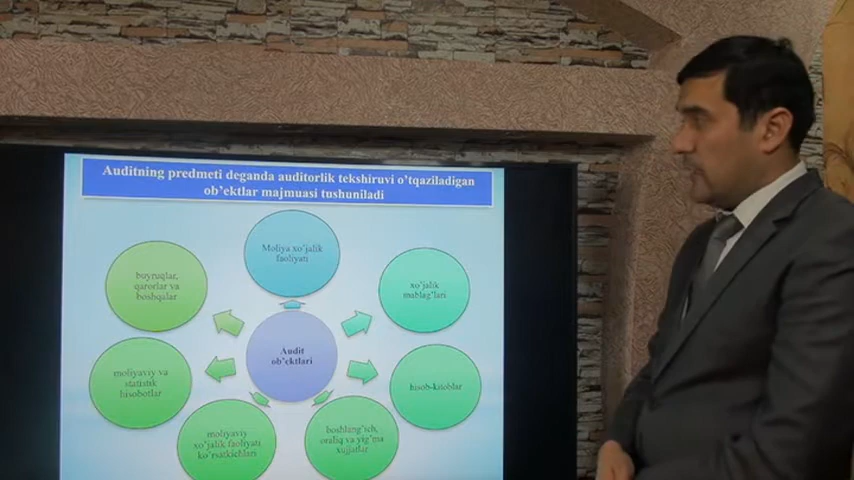 Auditning predmeti deganda auditorlik tekshiruvi o’tqaziladigan
ob’ektlar majmuasi tushuniladi
Moliya xo’jalik
faoliyati
xo’jalik
mablag’lari
hisob-kitoblar
boshlang’ich,
oraliq va yig’ma
xujjatlar
moliyaviy
xo’jalik faoliyati
ko’rsatkichlari
moliyaviy va
statistik
hisobotlar
buyruqlar,
qarorlar va
boshqalar
Audit
ob’ektlari